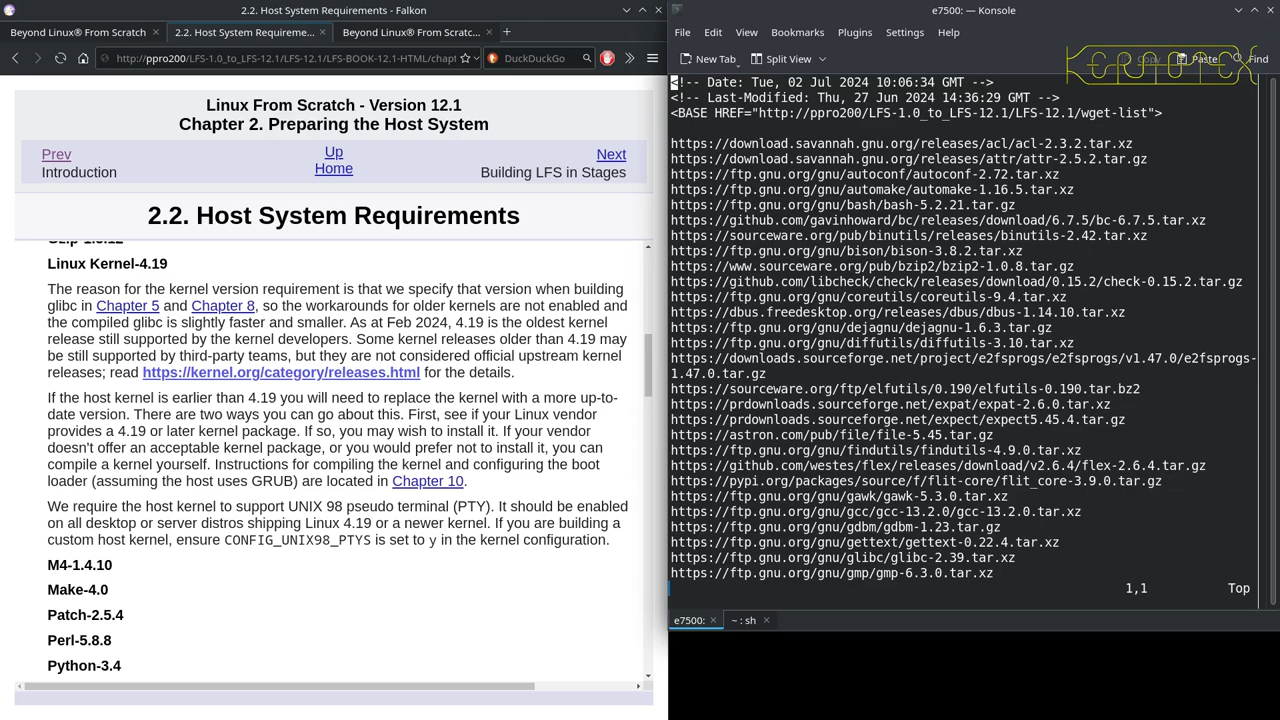 2.2. Host System Requirements - Falkon
Beyond Linux® From Scratch
2.2. Host System Requireme...
Beyond Linux® From Scratc...
http://ppro200/LFS-1.0_to_LFS-12.1/LFS-12.1/LFS-BOOK-12.1-HTML/chapt
DuckDuckGo
Linux From Scratch - Version 12.1
Chapter 2. Preparing the Host System
Prev
Up
Next
Introduction
Home
Building LFS in Stages
2.2. Host System Requirements
Gzip-1.3.12
Linux Kernel-4.19
The reason for the kernel version requirement is that we specify that version when building
glibc in Chapter 5 and Chapter 8, so the workarounds for older kernels are not enabled and
the compiled glibc is slightly faster and smaller. As at Feb 2024, 4.19 is the oldest kernel
release still supported by the kernel developers. Some kernel releases older than 4.19 may
be still supported by third-party teams, but they are not considered official upstream kernel
releases; read https://kernel.org/category/releases.html for the details.
If the host kernel is earlier than 4.19 you will need to replace the kernel with a more up-to-
date version. There are two ways you can go about this. First, see if your Linux vendor
provides a 4.19 or later kernel package. If so, you may wish to install it. If your vendor
doesn't offer an acceptable kernel package, or you would prefer not to install it, you can
compile a kernel yourself. Instructions for compiling the kernel and configuring the boot
loader (assuming the host uses GRUB) are located in Chapter 10.
We require the host kernel to support UNIX 98 pseudo terminal (PTY). It should be enabled
on all desktop or server distros shipping Linux 4.19 or a newer kernel. If you are building a
custom host kernel, ensure CONFIG_UNIX98_PTYS is set to y in the kernel configuration.
M4-1.4.10
Make-4.0
Patch-2.5.4
Perl-5.8.8
Python-3.4
e7500: — Konsole
File Edit View Bookmarks Plugins Settings Help
New Tab Split View Copy Paste Find
<!-- Date: Tue, 02 Jul 2024 10:06:34 GMT -->
<!-- Last-Modified: Thu, 27 Jun 2024 14:36:29 GMT -->
<BASE HREF="http://ppro200/LFS-1.0_to_LFS-12.1/LFS-12.1/wget-list">
https://download.savannah.gnu.org/releases/acl/acl-2.3.2.tar.xz
https://download.savannah.gnu.org/releases/attr/attr-2.5.2.tar.gz
https://ftp.gnu.org/gnu/autoconf/autoconf-2.72.tar.xz
https://ftp.gnu.org/gnu/automake/automake-1.16.5.tar.xz
https://ftp.gnu.org/gnu/bash/bash-5.2.21.tar.gz
https://github.com/gavinhoward/bc/releases/download/6.7.5/bc-6.7.5.tar.xz
https://sourceware.org/pub/binutils/releases/binutils-2.42.tar.xz
https://ftp.gnu.org/gnu/bison/bison-3.8.2.tar.xz
https://www.sourceware.org/pub/bzip2/bzip2-1.0.8.tar.gz
https://github.com/libcheck/check/releases/download/0.15.2/check-0.15.2.tar.gz
https://ftp.gnu.org/gnu/coreutils/coreutils-9.4.tar.xz
https://dbus.freedesktop.org/releases/dbus/dbus-1.14.10.tar.xz
https://ftp.gnu.org/gnu/dejagnu/dejagnu-1.6.3.tar.gz
https://ftp.gnu.org/gnu/diffutils/diffutils-3.10.tar.xz
https://downloads.sourceforge.net/project/e2fsprogs/e2fsprogs/v1.47.0/e2fsprogs-
1.47.0.tar.gz
https://sourceware.org/ftp/elfutils/0.190/elfutils-0.190.tar.bz2
https://prdownloads.sourceforge.net/expat/expat-2.6.0.tar.xz
https://prdownloads.sourceforge.net/expect/expect5.45.4.tar.gz
https://astron.com/pub/file/file-5.45.tar.gz
https://ftp.gnu.org/gnu/findutils/findutils-4.9.0.tar.xz
https://github.com/westes/flex/releases/download/v2.6.4/flex-2.6.4.tar.gz
https://pypi.org/packages/source/f/flit-core/flit_core-3.9.0.tar.gz
https://ftp.gnu.org/gnu/gawk/gawk-5.3.0.tar.xz
https://ftp.gnu.org/gnu/gcc/gcc-13.2.0/gcc-13.2.0.tar.xz
https://ftp.gnu.org/gnu/gdbm/gdbm-1.23.tar.gz
https://ftp.gnu.org/gnu/gettext/gettext-0.22.4.tar.xz
https://ftp.gnu.org/gnu/glibc/glibc-2.39.tar.xz
https://ftp.gnu.org/gnu/gmp/gmp-6.3.0.tar.xz
1,1 Top
e7500:
~ : sh